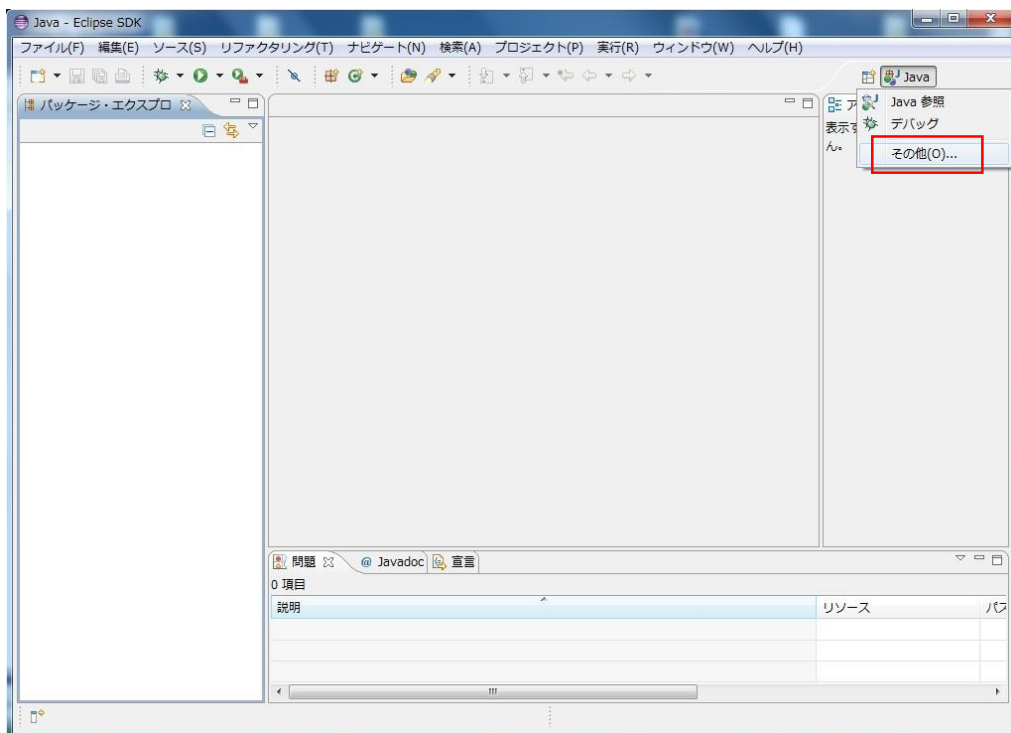 Java - Eclipse SDK
ファイル(F) 編集(E) ソース(S) リファクタリング(T) ナビゲート(N) 検索(A) プロジェクト(P) 実行(R) ウィンドウ(W) ヘルプ(H)
Java
パッケージ・エクスプロ
ア
Java 参照
表示す
デバッグ
ん。
その他(O)...
問題 @ Javadoc 宣言
0 項目
説明 リソース パス